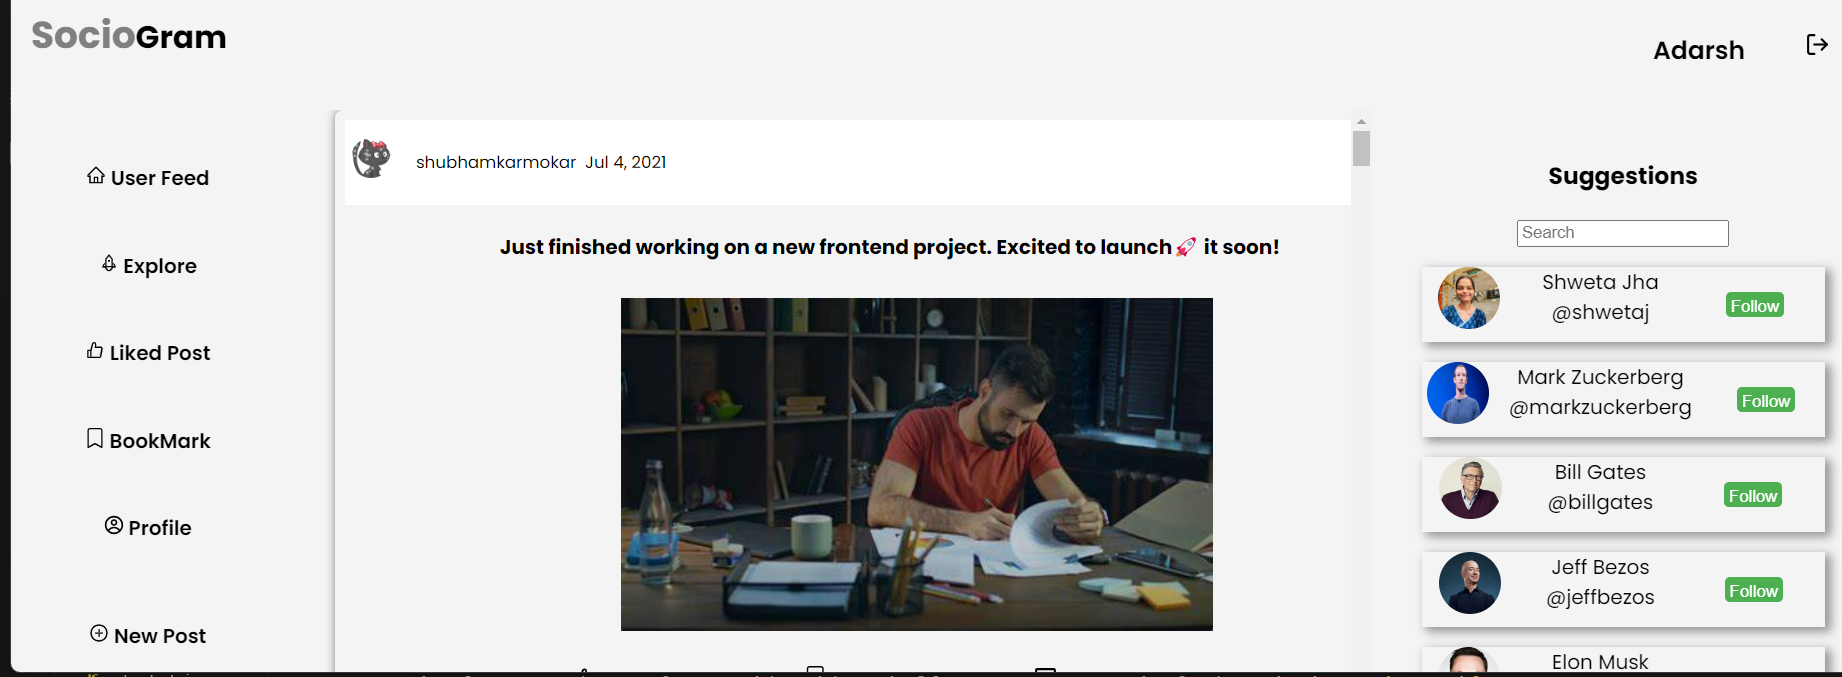 SocioGram
Adarsh
User Feed
Explore
Liked Post
BookMark
Profile
New Post
shubhamkarmokar Jul 4, 2021
Just finished working on a new frontend project. Excited to launch 🚀 it soon!
Suggestions
Search
Shweta Jha
@shwetaj
Follow
Mark Zuckerberg
@markzuckerberg
Follow
Bill Gates
@billgates
Follow
Jeff Bezos
@jeffbezos
Follow
Elon Musk